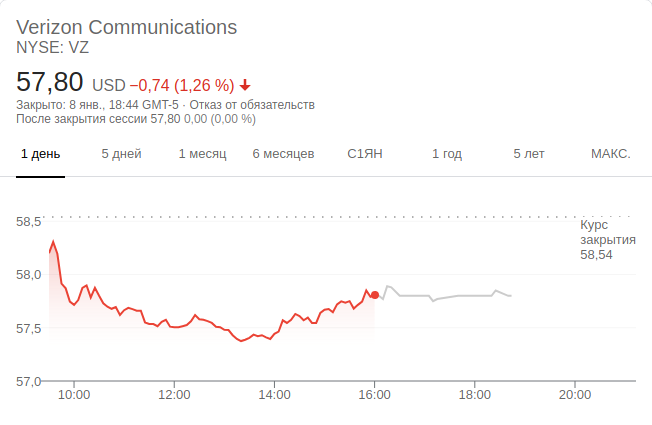 Verizon Communications
NYSE: VZ
57,80 USD −0,74 (1,26 %)
Закрыто: 8 янв., 18:44 GMT-5 · Отказ от обязательств
После закрытия сессии 57,80 0,00 (0,00 %)
1 день 5 дней 1 месяц 6 месяцев С1ЯН 1 год 5 лет МАКС.
58,5
Курс
закрытия
58,54
58,0
57,5
57,0
10:00 12:00 14:00 16:00 18:00 20:00